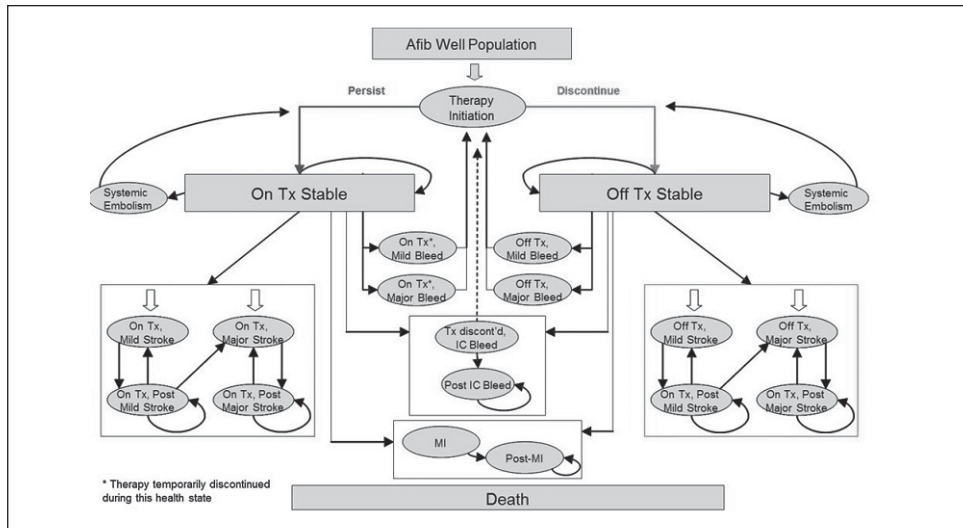 Afib Well Population
Persist
Therapy
Initiation
Discontinue
Systemic
Embolism
On Tx Stable
Off Tx Stable
Systemic
Embolism
On Tx*,
Mild Bleed
Off Tx,
Mild Bleed
On Tx*,
Major Bleed
Off Tx,
Major Bleed
On Tx,
Mild Stroke
On Tx,
Major Stroke
Tx discont'd,
IC Bleed
Off Tx,
Mild Stroke
Off Tx,
Major Stroke
On Tx, Post
Mild Stroke
On Tx, Post
Major Stroke
Post IC Bleed
On Tx, Post
Mild Stroke
On Tx, Post
Major Stroke
MI
Post-MI
* Therapy temporarily discontinued
during this health state
Death